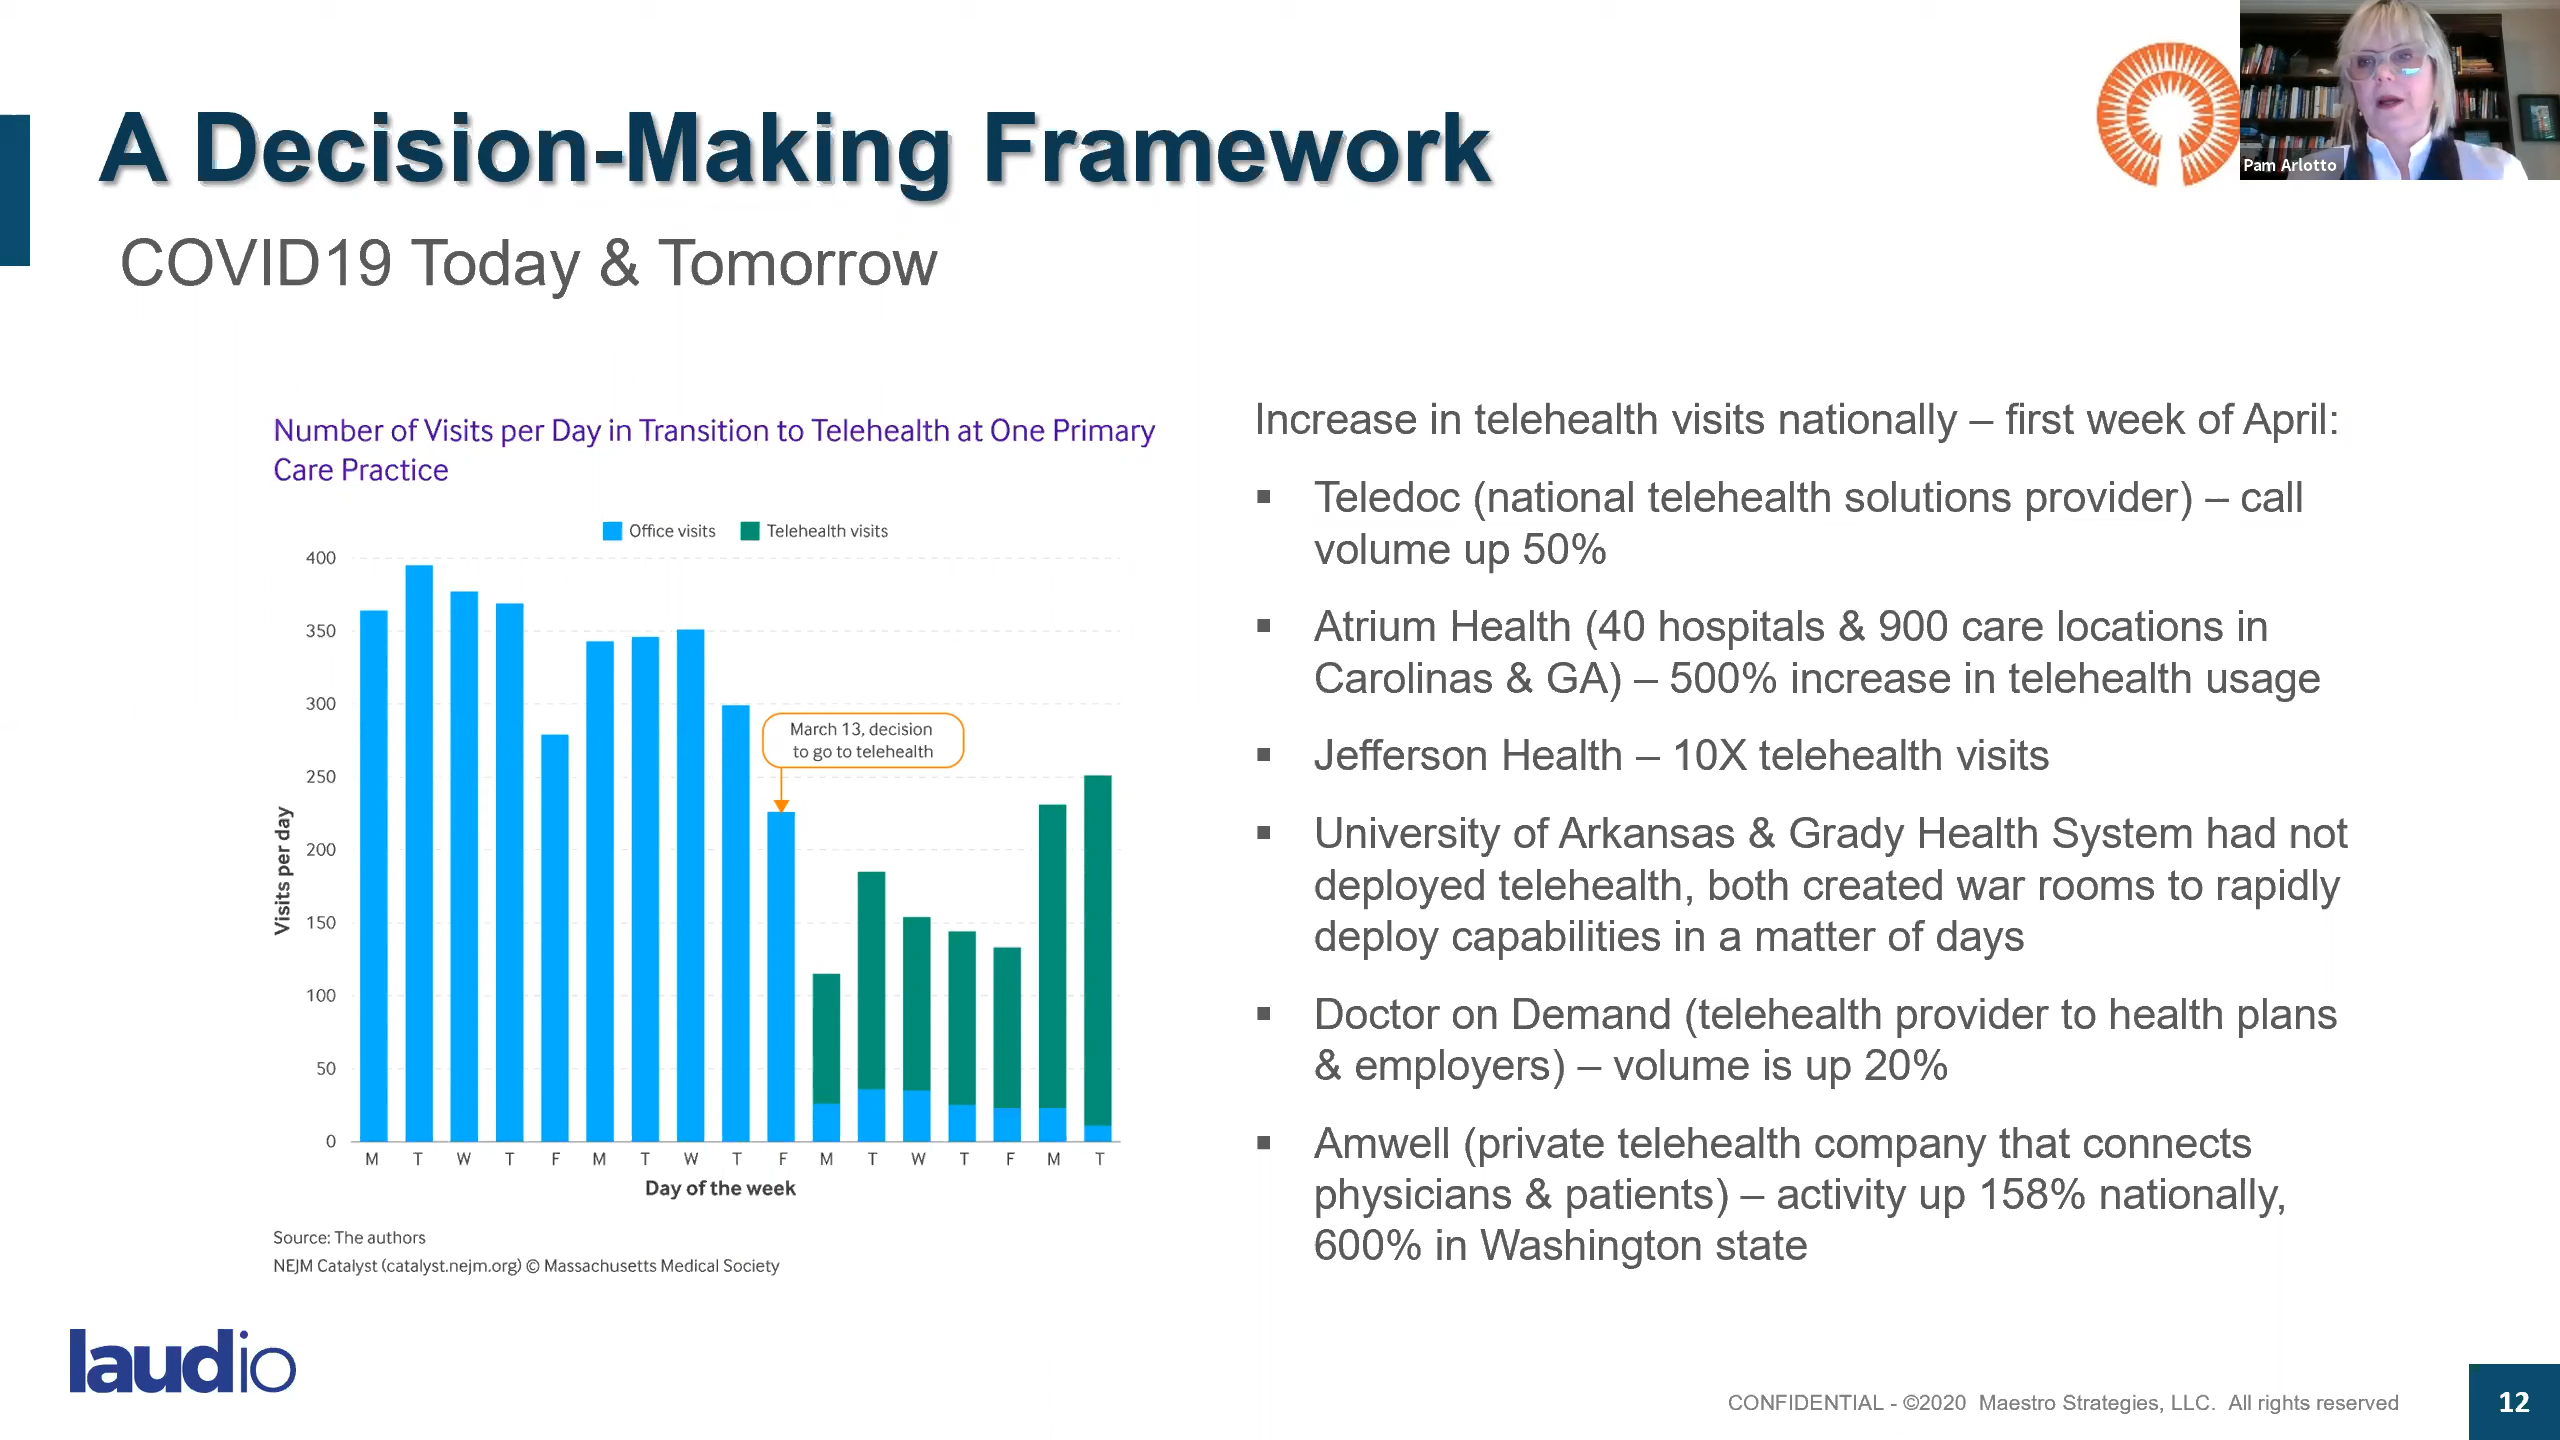 A Decision-Making Framework
Pam Arlotto
COVID19 Today & Tomorrow
Number of Visits per Day in Transition to Telehealth at One Primary
Care Practice
Office visits Telehealth visits
400
350
300
250
200
150
100
50
0
Visits per day
March 13, decision
to go to telehealth
M T W T F M T W T F M T W T F M T
Day of the week
Source: The authors
NEJM Catalyst (catalyst.nejm.org) © Massachusetts Medical Society
Increase in telehealth visits nationally – first week of April:
▪ Teledoc (national telehealth solutions provider) – call
volume up 50%
▪ Atrium Health (40 hospitals & 900 care locations in
Carolinas & GA) – 500% increase in telehealth usage
▪ Jefferson Health – 10X telehealth visits
▪ University of Arkansas & Grady Health System had not
deployed telehealth, both created war rooms to rapidly
deploy capabilities in a matter of days
▪ Doctor on Demand (telehealth provider to health plans
& employers) – volume is up 20%
▪ Amwell (private telehealth company that connects
physicians & patients) – activity up 158% nationally,
600% in Washington state
laudio
CONFIDENTIAL - ©2020 Maestro Strategies, LLC. All rights reserved
12